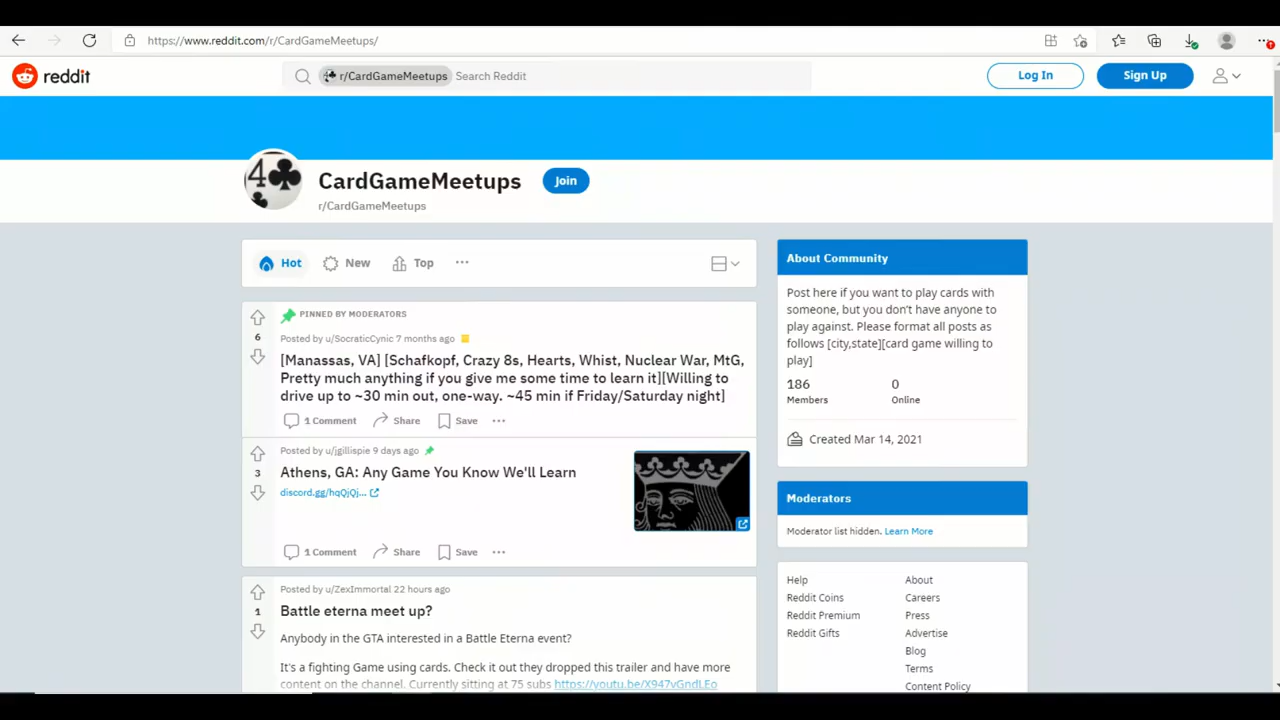 https://www.reddit.com/r/CardGameMeetups/
reddit
r/CardGameMeetups Search Reddit
Log In
Sign Up
4
CardGameMeetups
Join
r/CardGameMeetups
Hot
New
Top
PINNED BY MODERATORS
6
Posted by u/SocraticCynic 7 months ago
[Manassas, VA] [Schafkopf, Crazy 8s, Hearts, Whist, Nuclear War, MtG,
Pretty much anything if you give me some time to learn it][Willing to
drive up to ~30 min out, one-way. ~45 min if Friday/Saturday night]
1 Comment
Share
Save
Posted by u/jgillispie 9 days ago
3
Athens, GA: Any Game You Know We'll Learn
discord.gg/hqQjQj...
1 Comment
Share
Save
Posted by u/ZexImmortal 22 hours ago
1
Battle eterna meet up?
Anybody in the GTA interested in a Battle Eterna event?
It's a fighting Game using cards. Check it out they dropped this trailer and have more
content on the channel. Currently sitting at 75 subs https://youtu.be/X947vGndLEo
About Community
Post here if you want to play cards with
someone, but you don't have anyone to
play against. Please format all posts as
follows [city,state][card game willing to
play]
186
Members
0
Online
Created Mar 14, 2021
Moderators
Moderator list hidden. Learn More
Help
Reddit Coins
Reddit Premium
Reddit Gifts
About
Careers
Press
Advertise
Blog
Terms
Content Policy